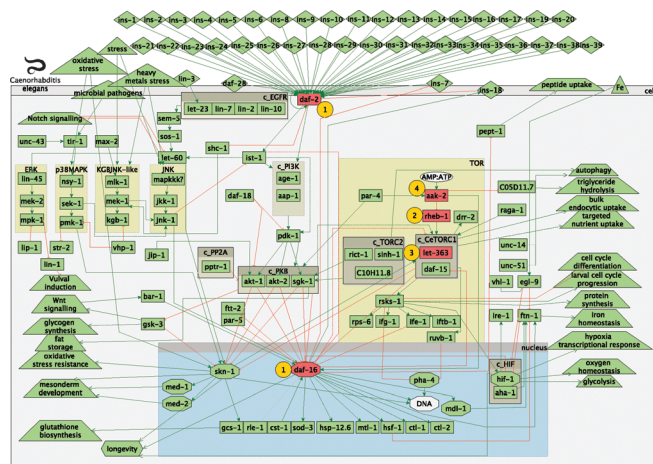 ins-1 ins-2 ins-3 ins-4 ins-5 ins-6 ins-8 ins-9 ins-10 ins-11 ins-12 ins-13 ins-14 ins-15 ins-16 ins-17 ins-19 ins-20
ins-21 ins-22 ins-23 ins-24 ins-25 ins-26 ins-27 ins-28 ins-29 ins-30 ins-31 ins-32 ins-33 ins-34 ins-35 ins-36 ins-37 ins-38 ins-39
stress
oxidative
stress
Caenorhabditis
elegans
heavy
metals stress
microbial pathogens
lin-3
daf-28
ins-7
ins-18
peptide uptake
Fe
cel
c_EGFR
let-23 lin-7 lin-2 lin-10
daf-2
1
Notch signalling
sem-5
sos-1
unc-43
tir-1
max-2
let-60
shc-1
ist-1
pept-1
ERK
p38MAPK
KGBJNK-like
JNK
c_PI3K
TOR
lin-45
nsy-1
mlk-1
mapkkk7
age-1
aap-1
mek-2
sek-1
mek-1
jkk-1
mpk-1
pmk-1
kgb-1
jnk-1
daf-18
par-4
AMP:ATP
4
aak-2
2
rheb-1
drr-2
C05D11.7
raga-1
unc-14
unc-51
autophagy
triglyceride
hydrolysis
bulk
endocytic uptake
targeted
nutrient uptake
lip-1
str-2
vhp-1
jip-1
lin-1
pdk-1
c_TORC2
rict-1 sinh-1
C10H11.8
c_CeTORC1
3
let-363
daf-15
c_PP2A
pptr-1
c_PKB
akt-1 akt-2 sgk-1
vhl-1
egl-9
cell cycle
differentiation
larval cell cycle
progression
Vulval
induction
Wnt
signalling
glycogen
synthesis
fat
storage
oxidative
stress resistance
mesonderm
development
glutathione
biosynthesis
longevity
bar-1
gsk-3
ftt-2
par-5
rsks-1
rps-6 ifg-1 ife-1 iftb-1
ruvb-1
ire-1
ftn-1
protein
synthesis
iron
homeostasis
hypoxia
transcriptional response
oxygen
homeostasis
glycolysis
nucleus
skn-1
1
daf-16
med-1
med-2
pha-4
DNA
mdl-1
c_HIF
hif-1
aha-1
gcs-1 rle-1 cst-1 sod-3 hsp-12.6 mtl-1 hsf-1 ctl-1 ctl-2